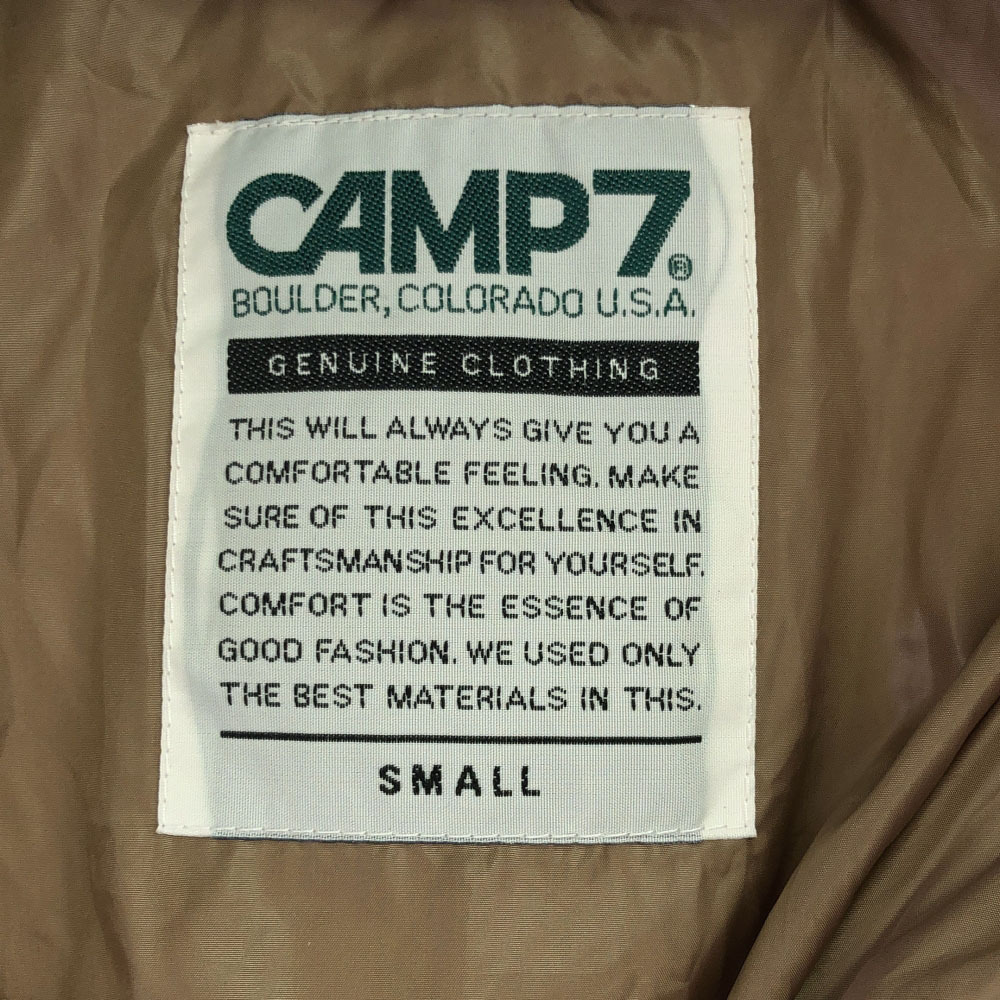 CAMP7®
BOULDER, COLORADO U.S.A.
GENUINE CLOTHING
THIS WILL ALWAYS GIVE YOU A
COMFORTABLE FEELING. MAKE
SURE OF THIS EXCELLENCE IN
CRAFTSMANSHIP FOR YOURSELF.
COMFORT IS THE ESSENCE OF
GOOD FASHION. WE USED ONLY
THE BEST MATERIALS IN THIS.
SMALL